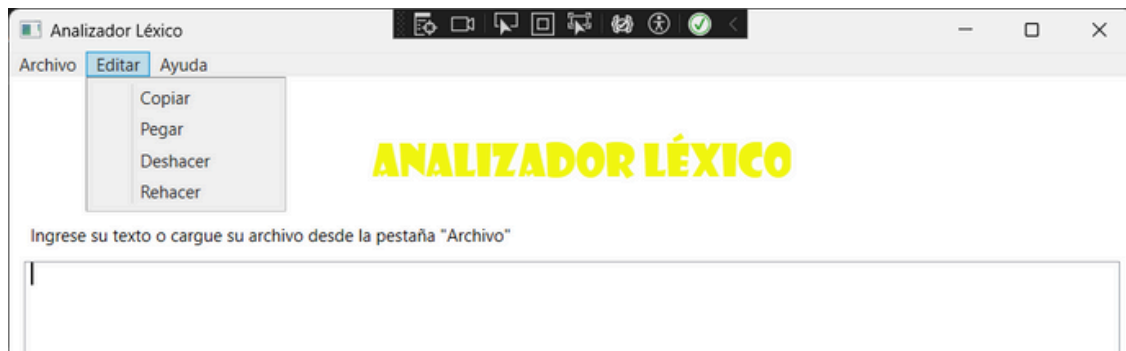 Analizador Léxico
Archivo Editar Ayuda
Copiar
Pegar
Deshacer
Rehacer
ANALIZADOR LÉXICO
Ingrese su texto o cargue su archivo desde la pestaña "Archivo"